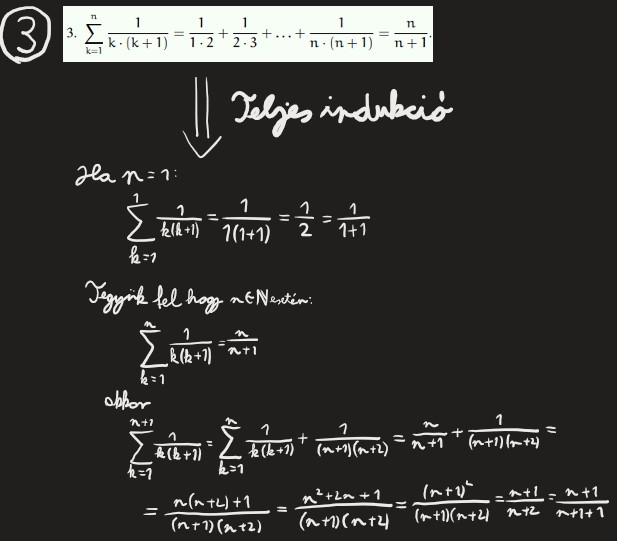 ③
3. \sum_{k=1}^{n} \frac{1}{k \cdot (k+1)} = \frac{1}{1 \cdot 2} + \frac{1}{2 \cdot 3} + \ldots + \frac{1}{n \cdot (n+1)} = \frac{n}{n+1}.
⇓ Teljes indukció
Ha n = 1:
\sum_{k=1}^{1} \frac{1}{k(k+1)} = \frac{1}{1(1+1)} = \frac{1}{2} = \frac{1}{1+1}
Tegyük fel hogy n∈N esetén:
\sum_{k=1}^{n} \frac{1}{k(k+1)} = \frac{n}{n+1}
akkor
\sum_{k=1}^{n+1} \frac{1}{k(k+1)} = \sum_{k=1}^{n} \frac{1}{k(k+1)} + \frac{1}{(n+1)(n+2)} = \frac{n}{n+1} + \frac{1}{(n+1)(n+2)} =
= \frac{n(n+2)+1}{(n+1)(n+2)} = \frac{n^2+2n+1}{(n+1)(n+2)} = \frac{(n+1)^2}{(n+1)(n+2)} = \frac{n+1}{n+2} = \frac{n+1}{n+1+1}